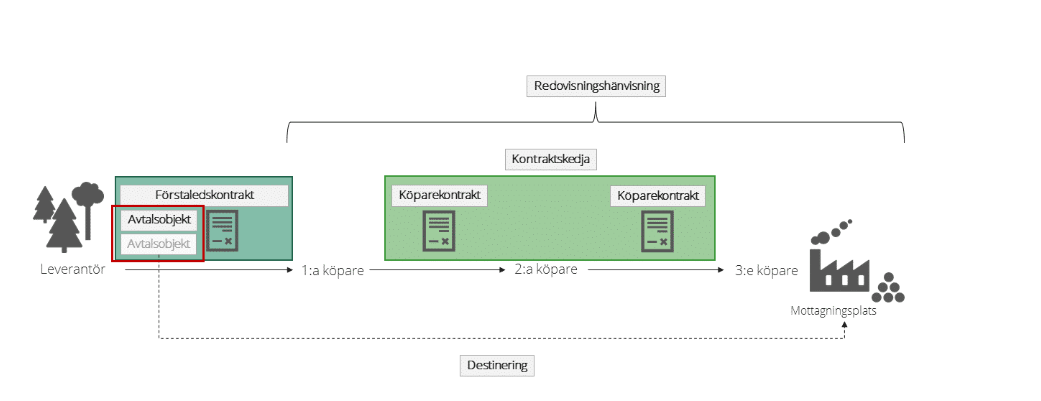 Redovisningshänvisning
Kontraktskedja
Förstaledskontrakt
Avtalsobjekt
Avtalsobjekt
Köparekontrakt
Köparekontrakt
Leverantör
1:a köpare
2:a köpare
3:e köpare
Mottagningsplats
Destinering